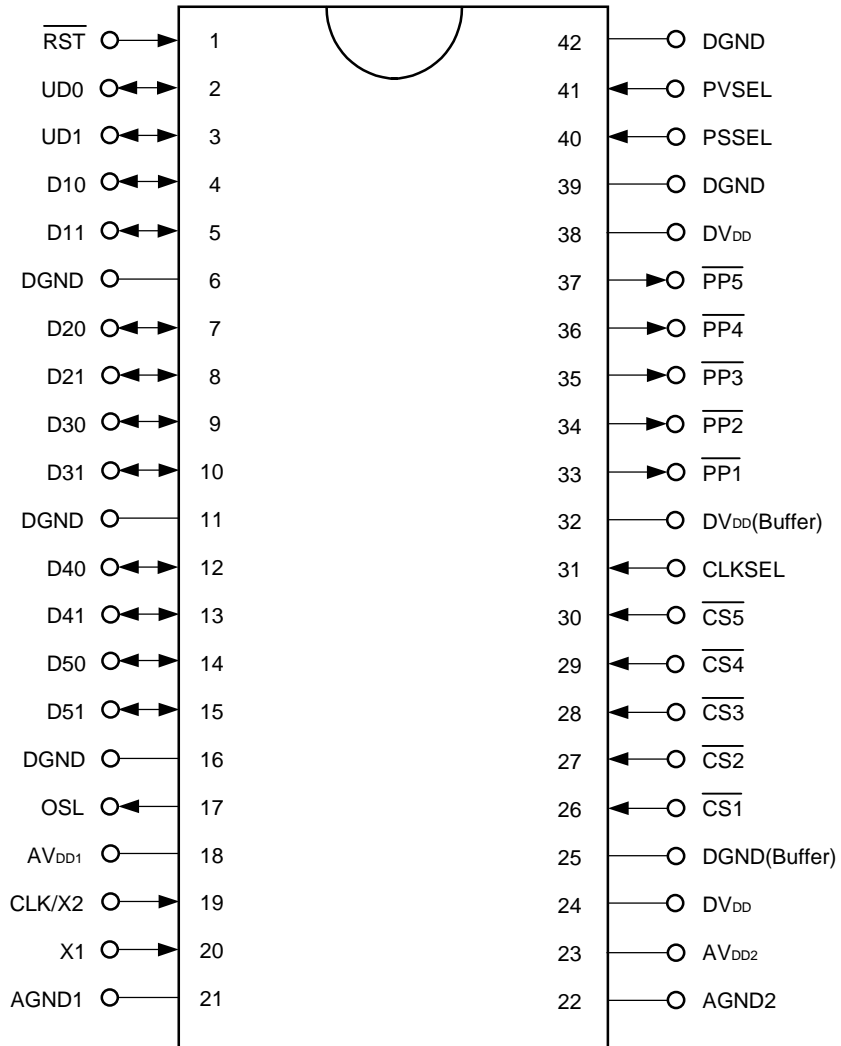 RST 1 42 DGND
UD0 2 41 PVSEL
UD1 3 40 PSSEL
D10 4 39 DGND
D11 5 38 DVDD
DGND 6 37 PP5
D20 7 36 PP4
D21 8 35 PP3
D30 9 34 PP2
D31 10 33 PP1
DGND 11 32 DVDD(Buffer)
D40 12 31 CLKSEL
D41 13 30 CS5
D50 14 29 CS4
D51 15 28 CS3
DGND 16 27 CS2
OSL 17 26 CS1
AVDD1 18 25 DGND(Buffer)
CLK/X2 19 24 DVDD
X1 20 23 AVDD2
AGND1 21 22 AGND2